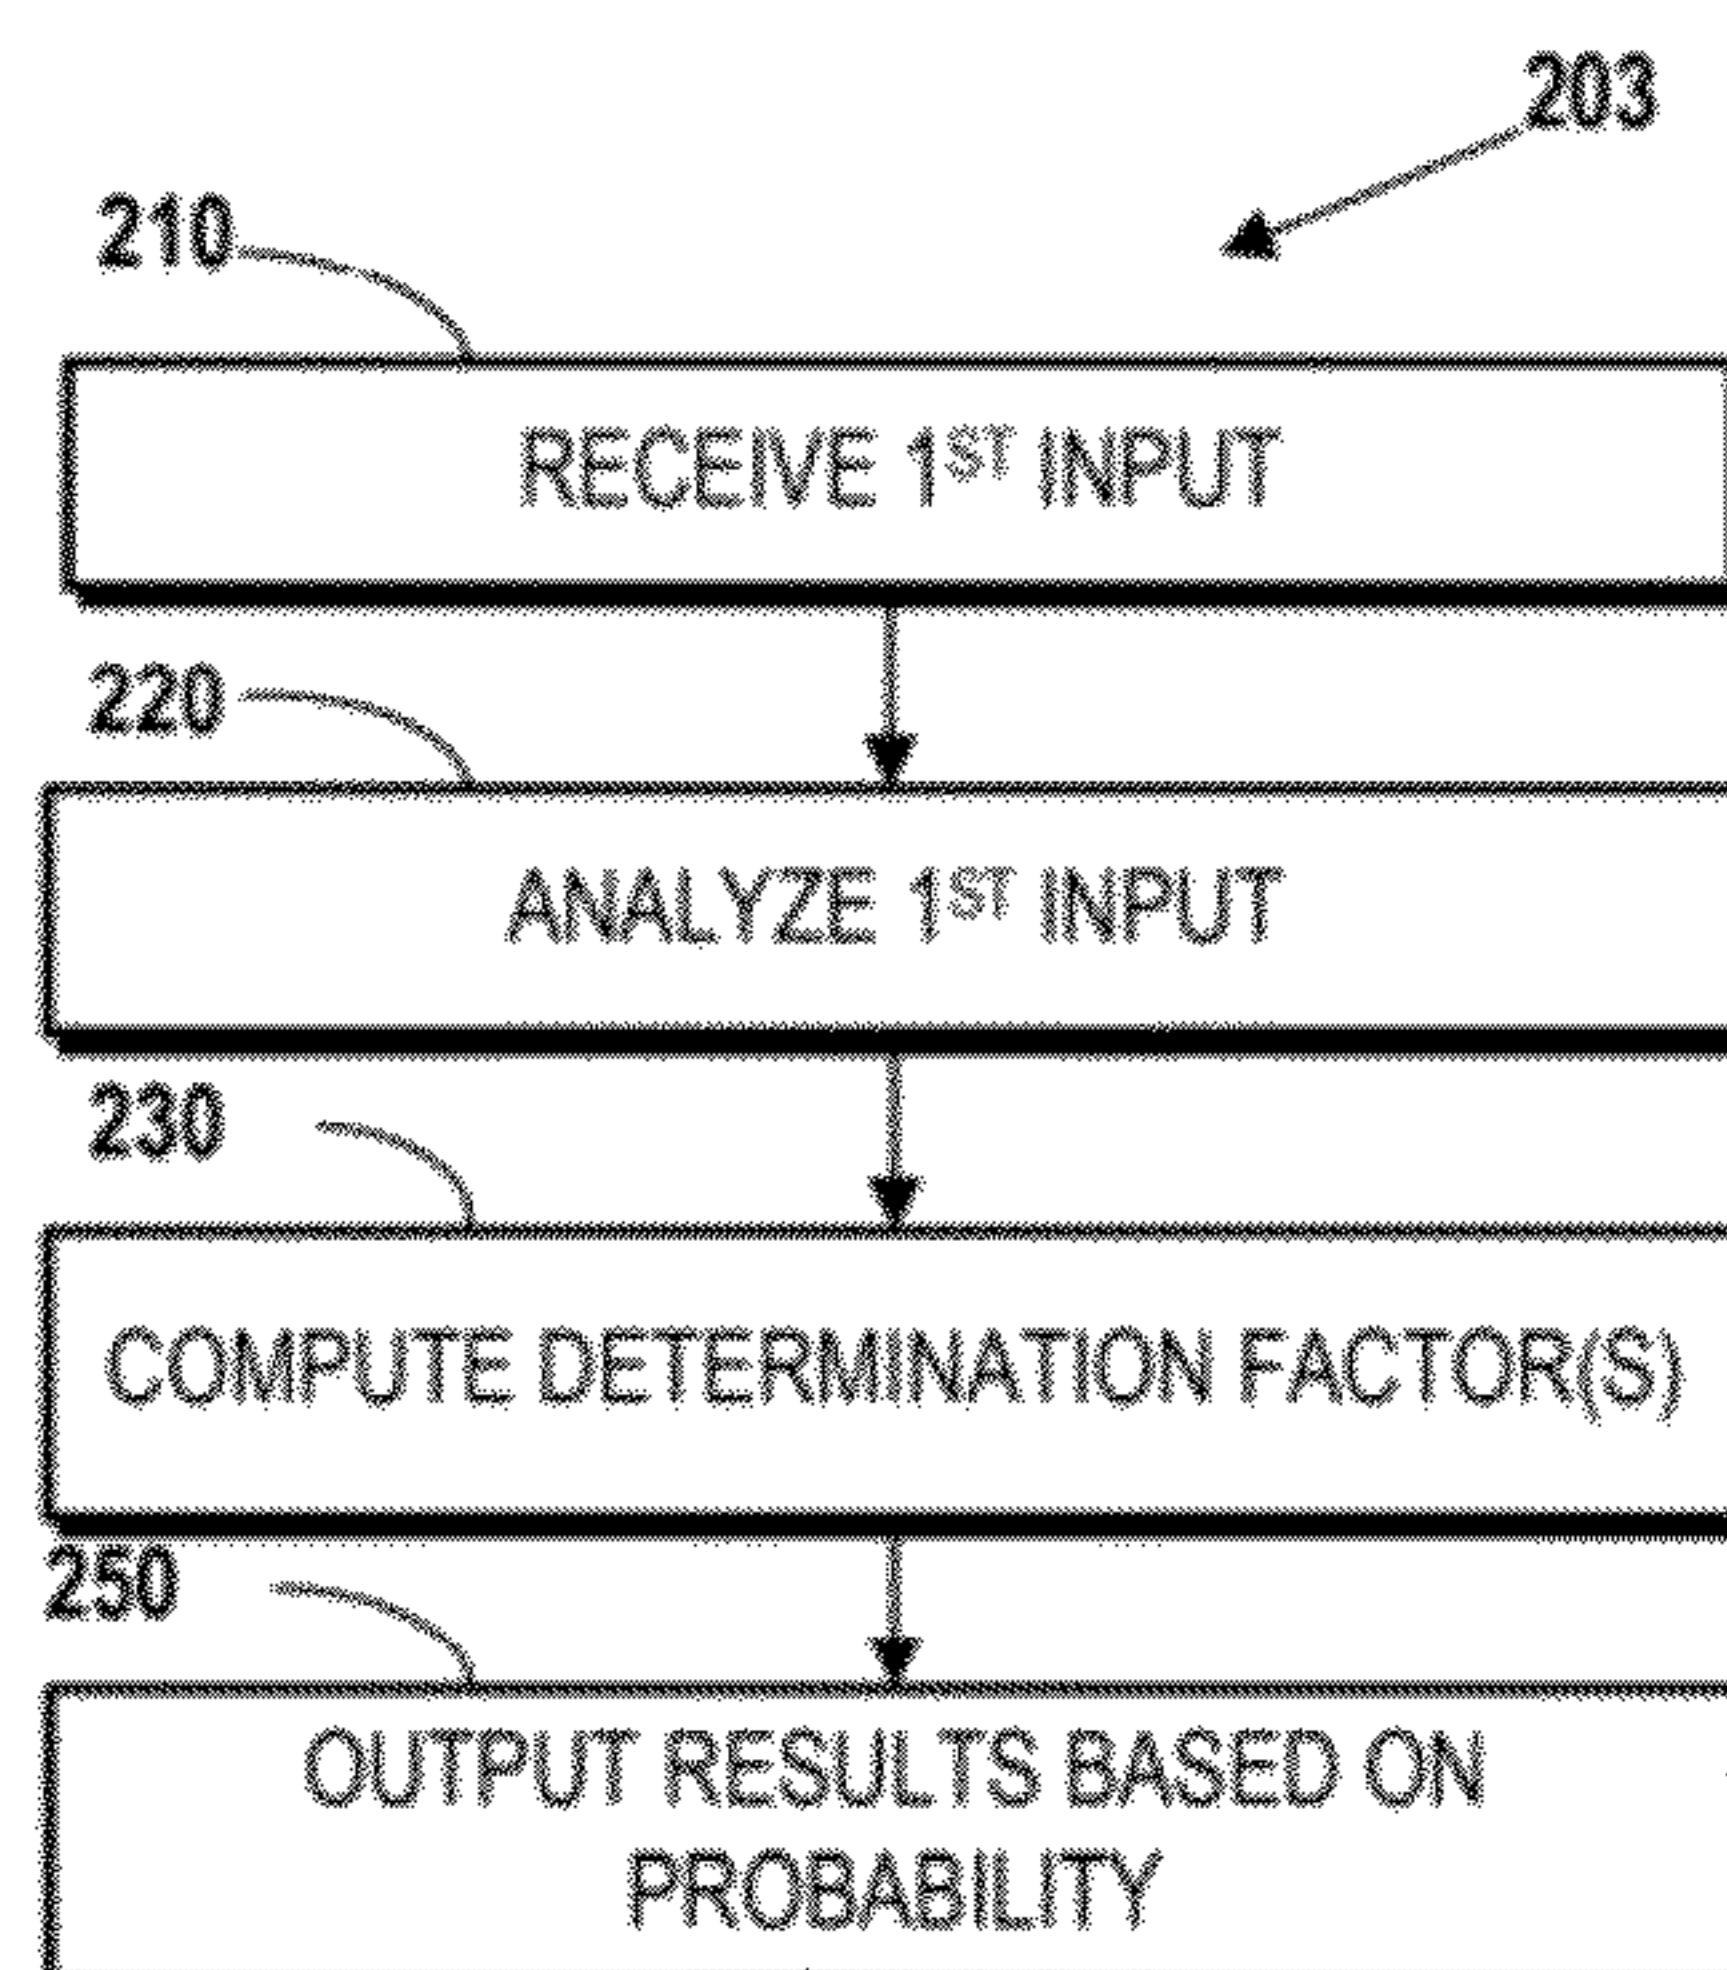 203
210
RECEIVE 1ST INPUT
220
ANALYZE 1ST INPUT
230
COMPUTE DETERMINATION FACTOR(S)
250
OUTPUT RESULTS BASED ON
PROBABILITY